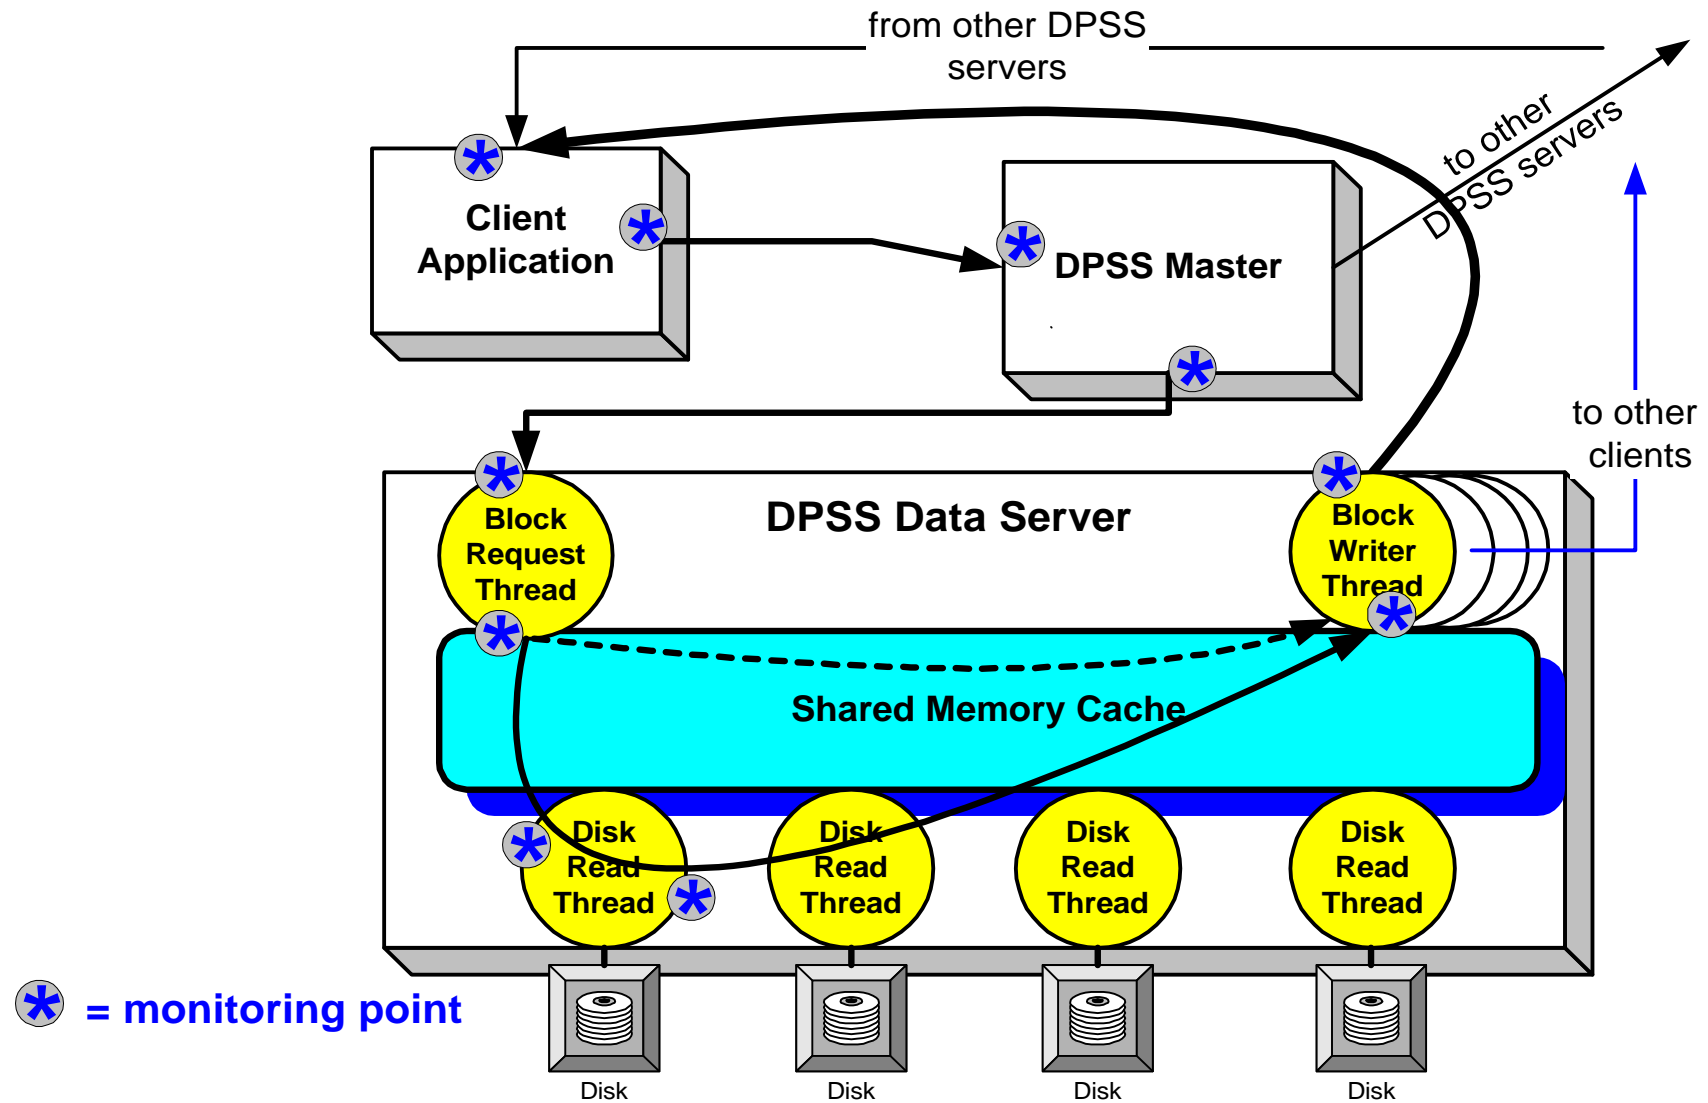 from other DPSS
servers
to other
DPSS servers
Client
Application
DPSS Master
to other
clients
DPSS Data Server
Block
Request
Thread
Block
Writer
Thread
Shared Memory Cache
Disk
Read
Thread
Disk
Read
Thread
Disk
Read
Thread
Disk
Read
Thread
* = monitoring point
Disk
Disk
Disk
Disk